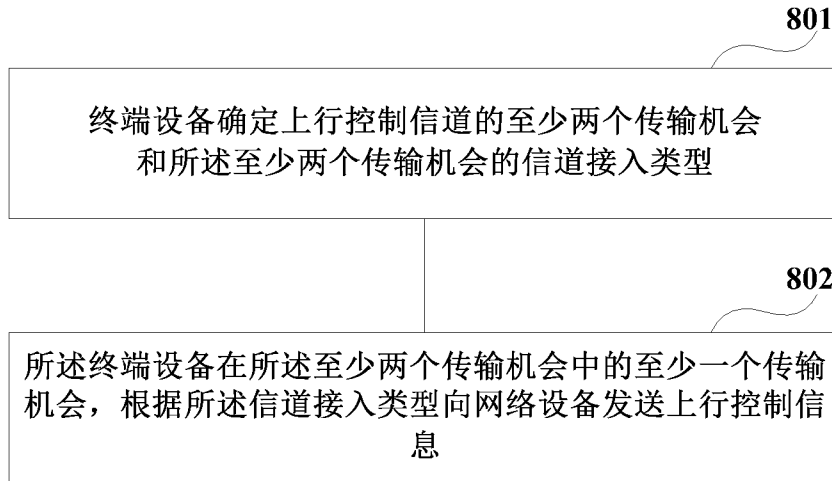 801
终端设备确定上行控制信道的至少两个传输机会
和所述至少两个传输机会的信道接入类型
802
所述终端设备在所述至少两个传输机会中的至少一个传输
机会，根据所述信道接入类型向网络设备发送上行控制信
息